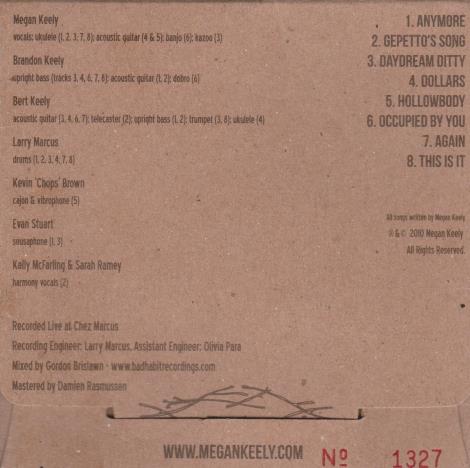 Megan Keely
vocals; ukulele (1, 2, 3, 7, 8); acoustic guitar (4 & 5); banjo (6); kazoo (3)
Brandon Keely
upright bass (tracks 3, 4, 6, 7, 8); acoustic guitar (1, 2); dobro (6)
Bert Keely
acoustic guitar (3, 4, 6, 7); telecaster (2); upright bass (1, 2); trumpet (3, 8); ukulele (4)
Larry Marcus
drums (1, 2, 3, 4, 7, 8)
Kevin 'Chops' Brown
cajon & vibrophone (5)
Evan Stuart
sousaphone (1, 3)
Kelly McFarling & Sarah Ramey
harmony vocals (2)
Recorded Live at Chez Marcus
Recording Engineer: Larry Marcus, Assistant Engineer: Olivia Para
Mixed by Gordon Brislawn - www.badhabitrecordings.com
Mastered by Damien Rasmussen
1. ANYMORE
2. GEPETTO'S SONG
3. DAYDREAM DITTY
4. DOLLARS
5. HOLLOWBODY
6. OCCUPIED BY YOU
7. AGAIN
8. THIS IS IT
All songs written by Megan Keely
℗ & © 2010 Megan Keely
All Rights Reserved.
WWW.MEGANKEELY.COM
Nº 1327